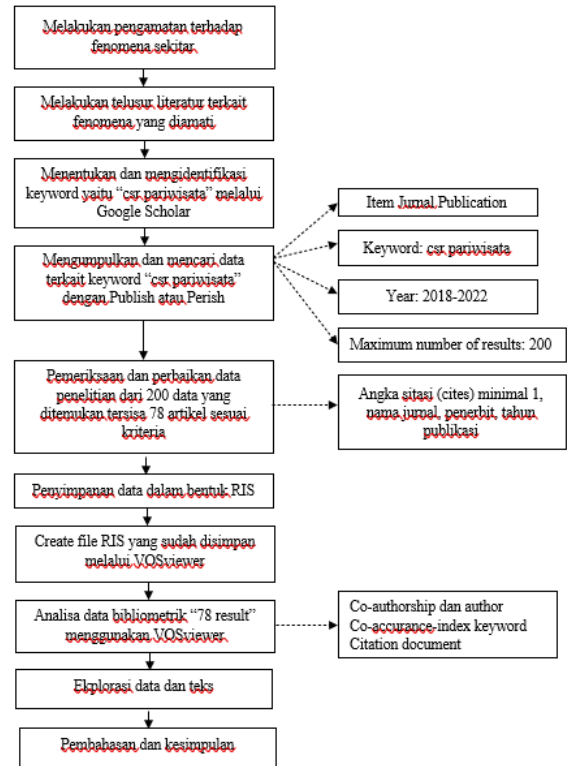 Melakukan pengamatan terhadap
fenomena sekitar
Melakukan telusur literatur terkait
fenomena yang diamati
Menentukan dan mengidentifikasi
keyword yaitu “csr pariwisata” melalui
Google Scholar
Item Jurnal Publication
Keyword: csr pariwisata
Mengumpulkan dan mencari data
terkait keyword “csr pariwisata”
dengan Publish atau Perish
Year: 2018-2022
Maximum number of results: 200
Pemeriksaan dan perbaikan data
penelitian dari 200 data yang
ditemukan tersisa 78 artikel sesuai
kriteria
Angka sitasi (cites) minimal 1,
nama jurnal, penerbit, tahun
publikasi
Penyimpanan data dalam bentuk RIS
Create file RIS yang sudah disimpan
melalui VOSviewer
Analisa data bibliometrik “78 result”
menggunakan VOSviewer
Co-authorship dan author
Co-accurance-index keyword
Citation document
Ekplorasi data dan teks
Pembahasan dan kesimpulan